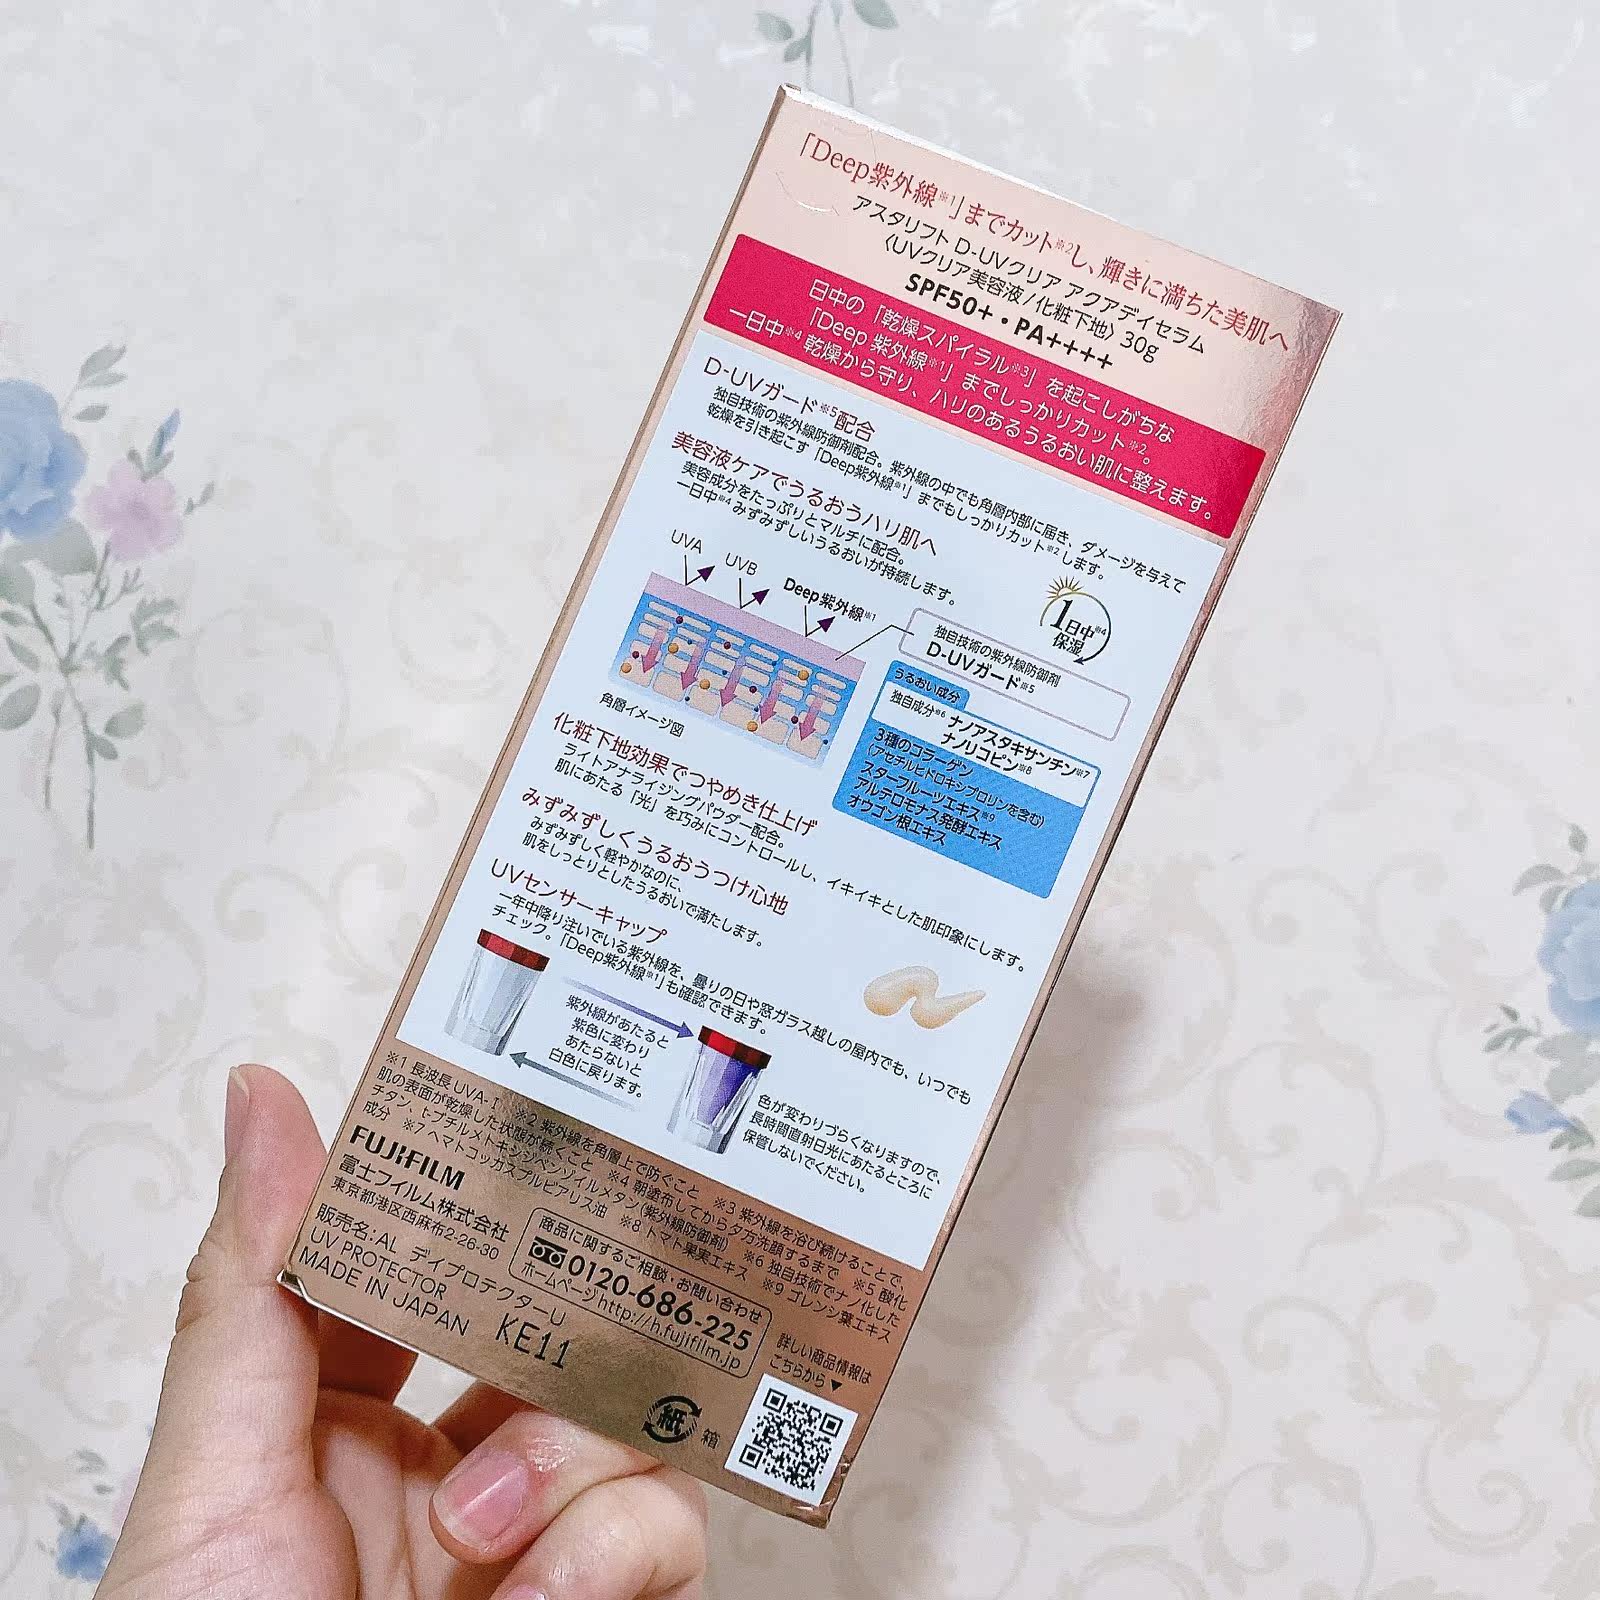 「Deep紫外線※1」までカット※2し、輝きに満ちた美肌へ
アスタリフト D-UVクリア アクアデイセラム
〈UVクリア美容液/化粧下地〉 30g
SPF50+・PA++++
日中の「乾燥スパイラル※3」を起こしがちな
「Deep 紫外線※1」までしっかりカット※2。
一日中※4 乾燥から守り、ハリのあるうるおい肌に整えます。
D-UVガード※5配合
独自技術の紫外線防御剤配合。紫外線の中でも角層内部に届き、ダメージを与えて
乾燥を引き起こす「Deep紫外線※1」までもしっかりカット※2 します。
美容液ケアでうるおうハリ肌へ
美容成分をたっぷりとマルチに配合。
一日中※4 みずみずしいうるおいが持続します。
1日中※4
保湿
UVA
UVB
Deep紫外線※1
独自技術の紫外線防御剤
D-UVガード※5
うるおい成分
独自成分※6 ナノアスタキサンチン※7
ナノリコピン※8
3種のコラーゲン
(アセチルヒドロキシプロリンを含む)
スターフルーツエキス※9
アルテロモナス発酵エキス
オウゴン根エキス
角層イメージ図
化粧下地効果でつやめき仕上げ
ライトアナライジングパウダー配合。
肌にあたる「光」を巧みにコントロールし、イキイキとした肌印象にします。
みずみずしくうるおうつけ心地
みずみずしく軽やかなのに、
肌をしっとりとしたうるおいで満たします。
UVセンサーキャップ
一年中降り注いでいる紫外線を、曇りの日や窓ガラス越しの屋内でも、いつでも
チェック。「Deep紫外線※1」も確認できます。
紫外線があたると
紫色に変わり
あたらないと
白色に戻ります。
色が変わりづらくなりますので、
長時間直射日光にあたるところに
保管しないでください。
※1 長波長 UVA-Ⅰ ※2 紫外線を角層上で防ぐこと ※3 紫外線を浴び続けることで、
肌の表面が乾燥した状態が続くこと ※4 朝塗布してから夕方洗顔するまで ※5 酸化
チタン、t-ブチルメトキシジベンゾイルメタン(紫外線防御剤) ※6 独自技術でナノ化した
成分 ※7 ヘマトコッカスプルビアリス油 ※8 トマト果実エキス ※9 ゴレンシ葉エキス
FUJIFILM
富士フイルム株式会社
東京都港区西麻布2-26-30
販売名:AL デイプロテクターU
UV PROTECTOR
MADE IN JAPAN
KE11
商品に関するご相談・お問い合わせ
0120-686-225
ホームページhttp://h.fujifilm.jp
詳しい商品情報は
こちらから▼
紙
箱